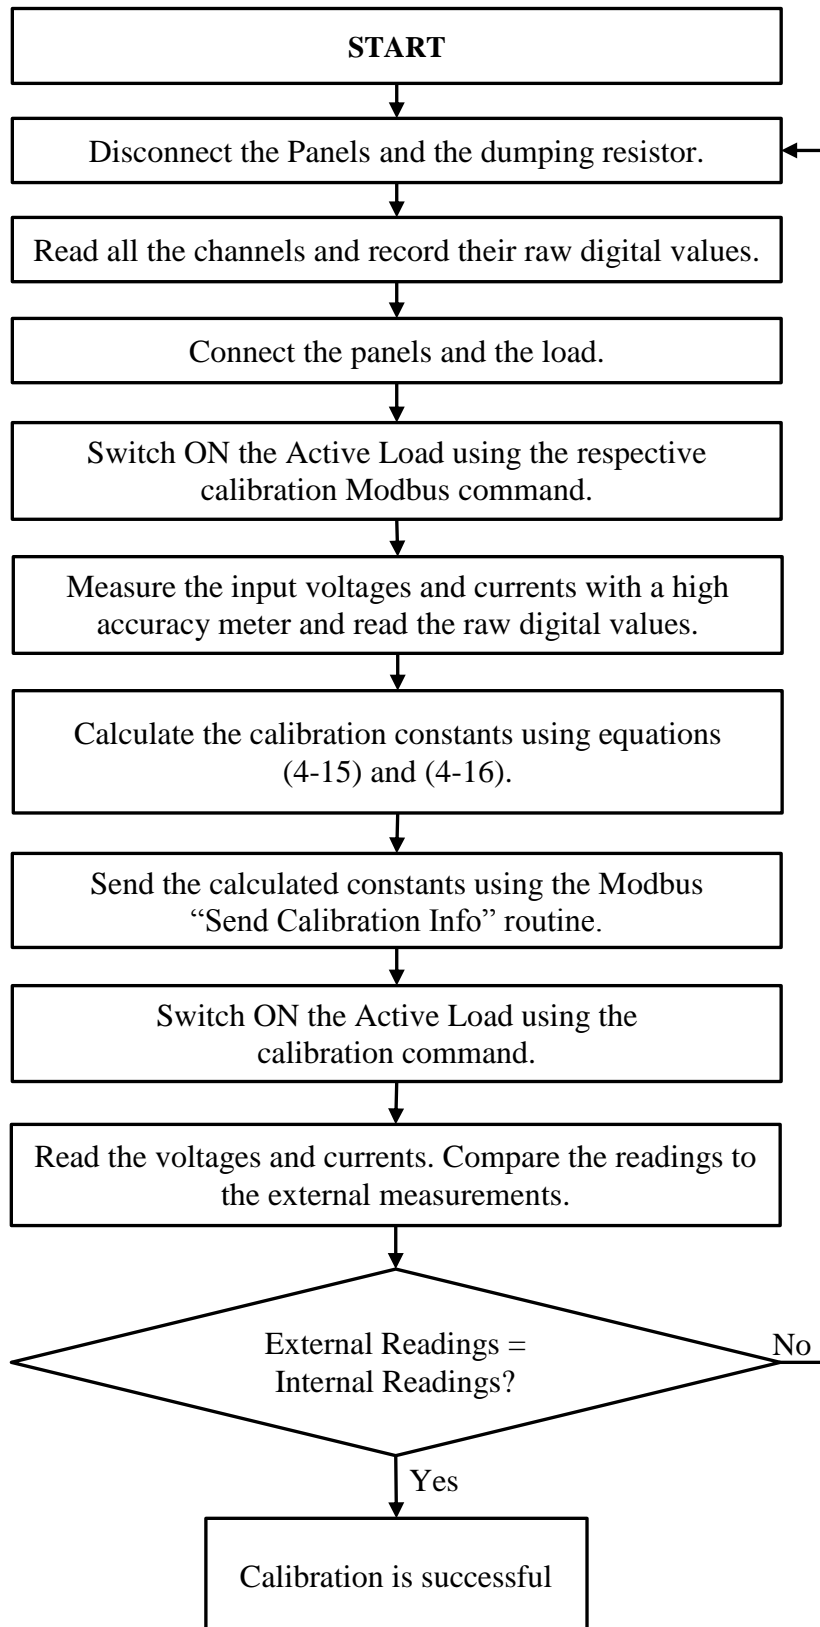 START
Disconnect the Panels and the dumping resistor.
Read all the channels and record their raw digital values.
Connect the panels and the load.
Switch ON the Active Load using the respective
calibration Modbus command.
Measure the input voltages and currents with a high
accuracy meter and read the raw digital values.
Calculate the calibration constants using equations
(4-15) and (4-16).
Send the calculated constants using the Modbus
“Send Calibration Info” routine.
Switch ON the Active Load using the
calibration command.
Read the voltages and currents. Compare the readings to
the external measurements.
External Readings =
Internal Readings?
No
Yes
Calibration is successful